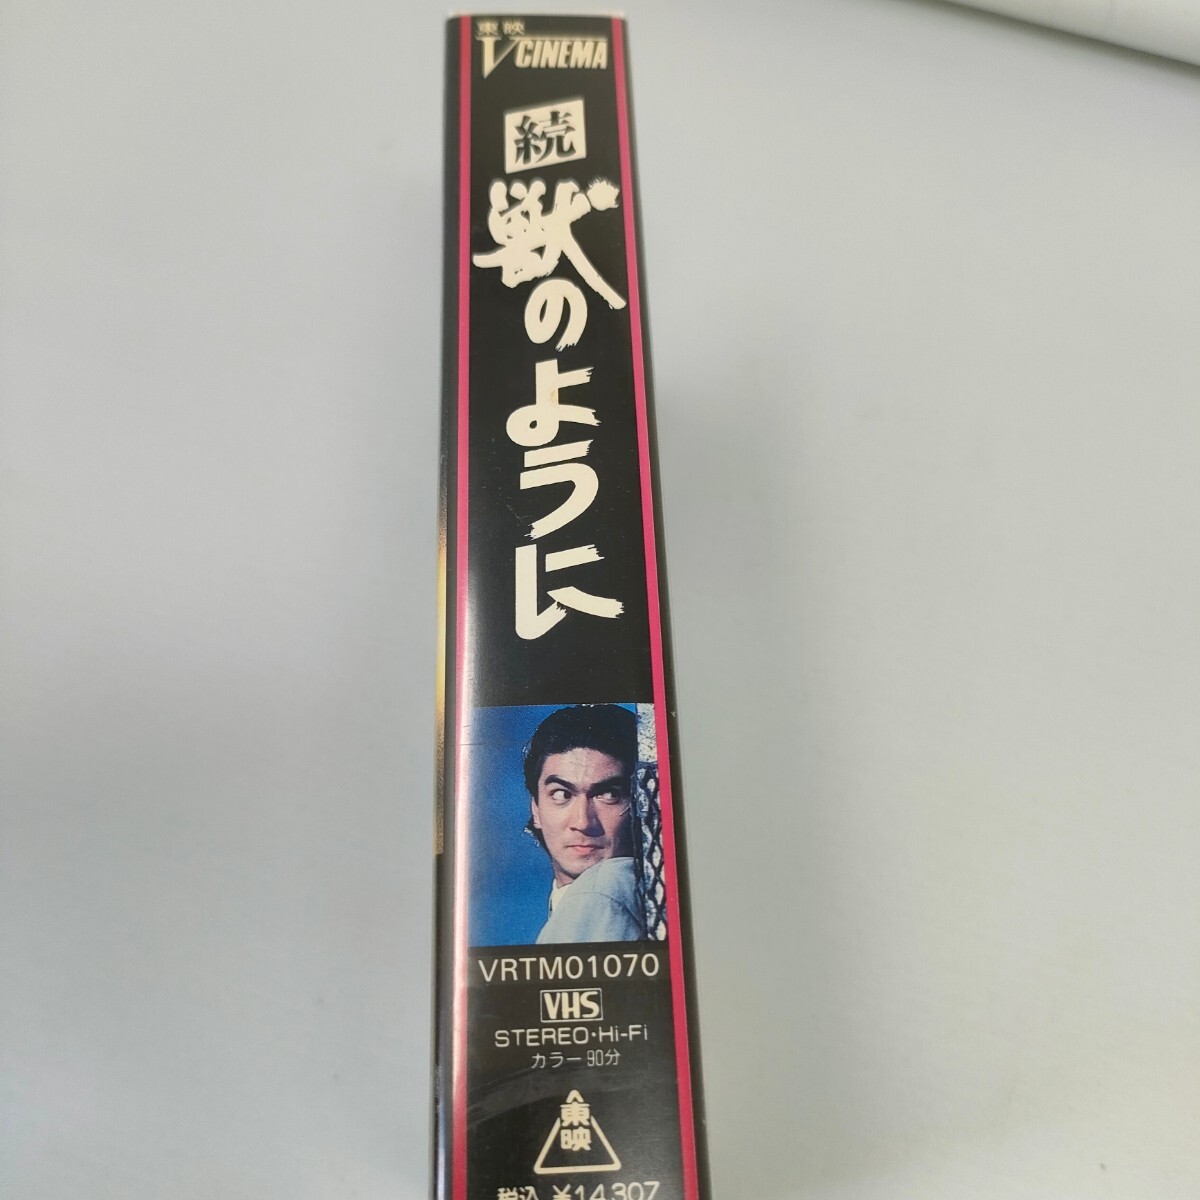 東映
V CINEMA
続
獣のように
VRTM01070
VHS
STEREO・Hi-Fi
カラー 90分
東映
税込 ¥14,307